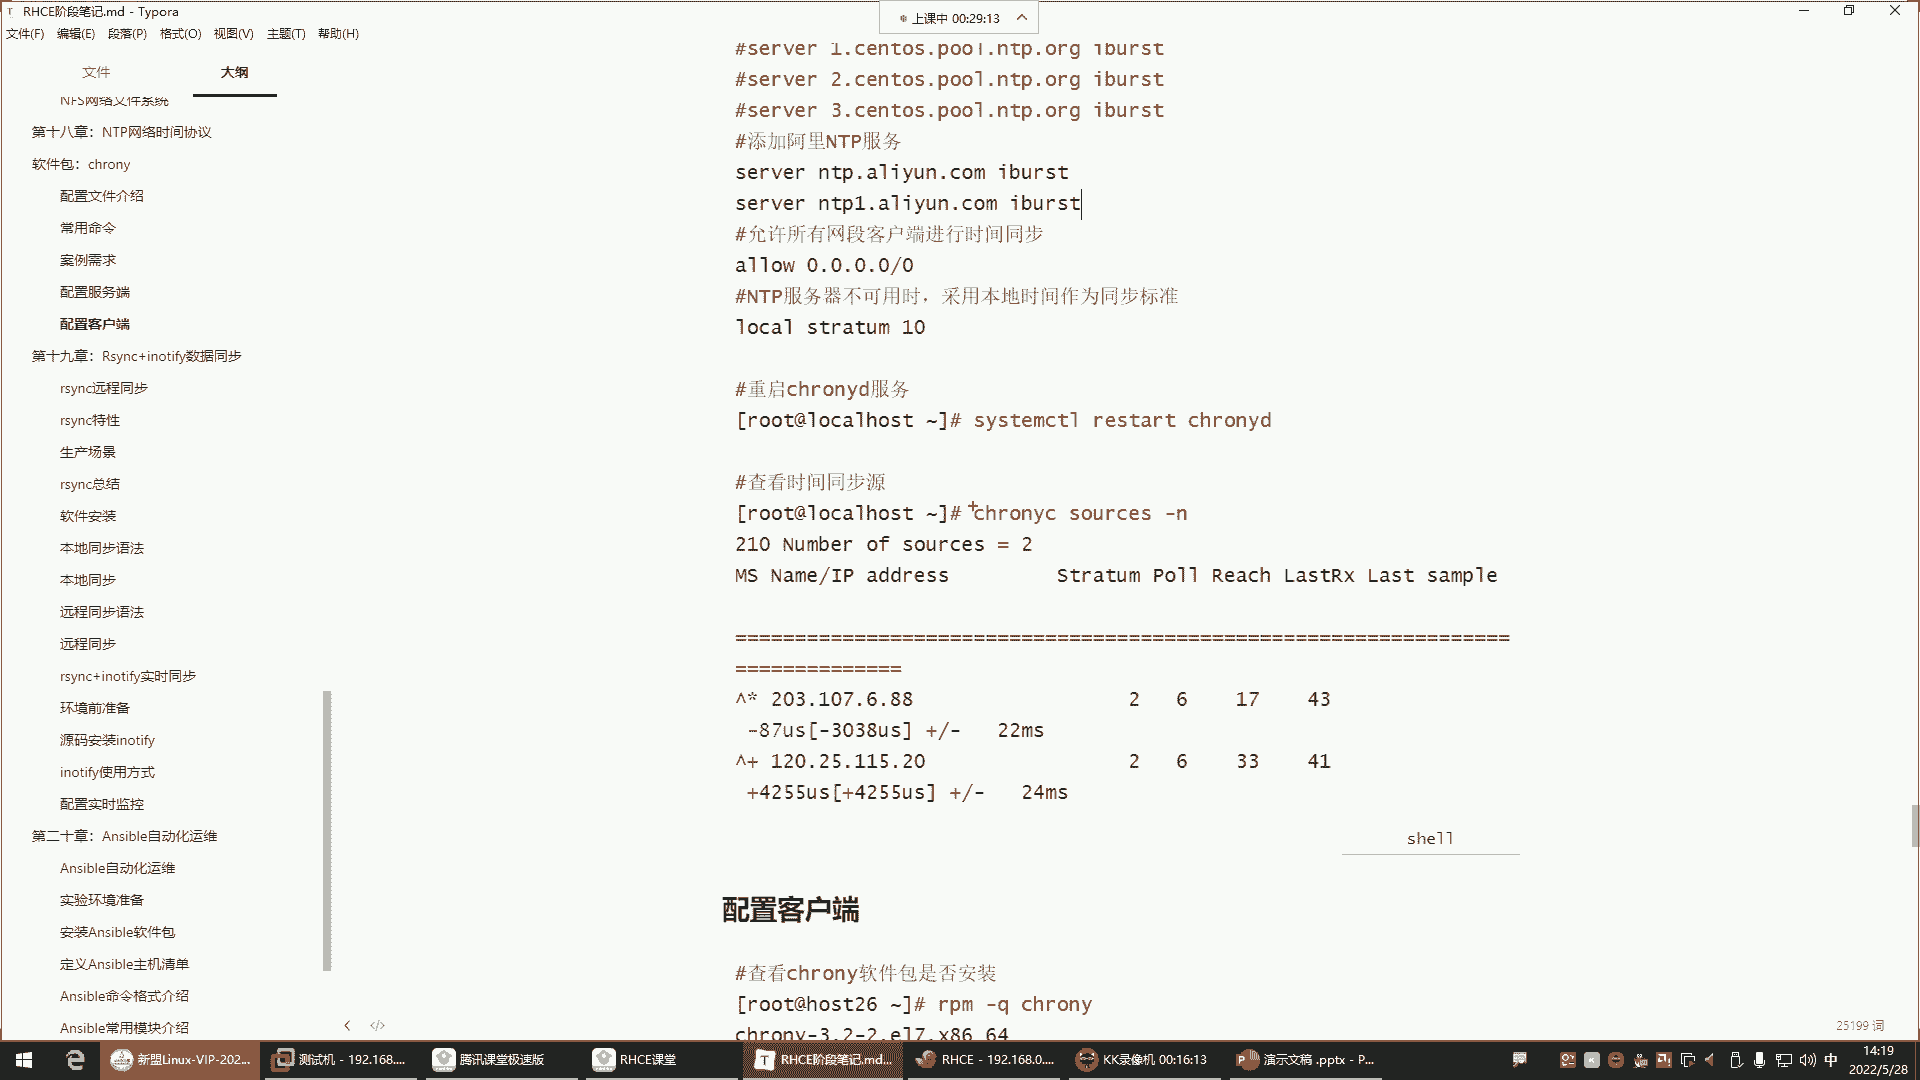 RHCE阶段笔记.md - Typora
上课中 00:29:13
文件(F) 编辑(E) 段落(P) 格式(O) 视图(V) 主题(T) 帮助(H)
文件 大纲
NFS网络文件系统
第十八章：NTP网络时间协议
软件包：chrony
配置文件介绍
常用命令
案例需求
配置服务端
配置客户端
第十九章：Rsync+inotify数据同步
rsync远程同步
rsync特性
生产场景
rsync总结
软件安装
本地同步语法
本地同步
远程同步语法
远程同步
rsync+inotify实时同步
环境前准备
源码安装inotify
inotify使用方式
配置实时监控
第二十章：Ansible自动化运维
Ansible自动化运维
实验环境准备
安装Ansible软件包
定义Ansible主机清单
Ansible命令格式介绍
Ansible常用模块介绍
#server 1.centos.pool.ntp.org iburst
#server 2.centos.pool.ntp.org iburst
#server 3.centos.pool.ntp.org iburst
#添加阿里NTP服务
server ntp.aliyun.com iburst
server ntp1.aliyun.com iburst
#允许所有网段客户端进行时间同步
allow 0.0.0.0/0
#NTP服务器不可用时，采用本地时间作为同步标准
local stratum 10
#重启chronyd服务
[root@localhost ~]# systemctl restart chronyd
#查看时间同步源
[root@localhost ~]# chronyc sources -n
210 Number of sources = 2
MS Name/IP address Stratum Poll Reach LastRx Last sample
=================================================================
==============
^* 203.107.6.88 2 6 17 43
-87us[-3038us] +/- 22ms
^+ 120.25.115.20 2 6 33 41
+4255us[+4255us] +/- 24ms
shell
配置客户端
#查看chrony软件包是否安装
[root@host26 ~]# rpm -q chrony
chrony-3.2-2.el7.x86_64
25199 词
新盟Linux-VIP-202... 测试机 - 192.168.... 腾讯课堂极速版 RHCE课堂 RHCE阶段笔记.md... RHCE - 192.168.0.... KK录像机 00:16:13 演示文稿 .pptx - P... 中 14:19
2022/5/28